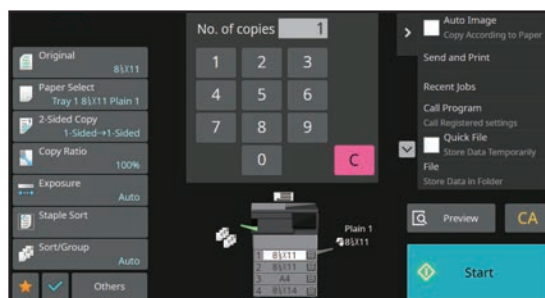 Original
8½X11
Paper Select
Tray 1 8½X11 Plain 1
2-Sided Copy
1-Sided→1-Sided
Copy Ratio
100%
Exposure
Auto
Staple Sort
Sort/Group
Auto
Others
No. of copies 1
1 2 3
4 5 6
7 8 9
0 C
Plain 1
8½X11
1 8½X11
2 8½X11
3 A4
4 8½X14
Auto Image
Copy According to Paper
Send and Print
Recent Jobs
Call Program
Call Registered settings
Quick File
Store Data Temporarily
File
Store Data in Folder
Preview CA
Start